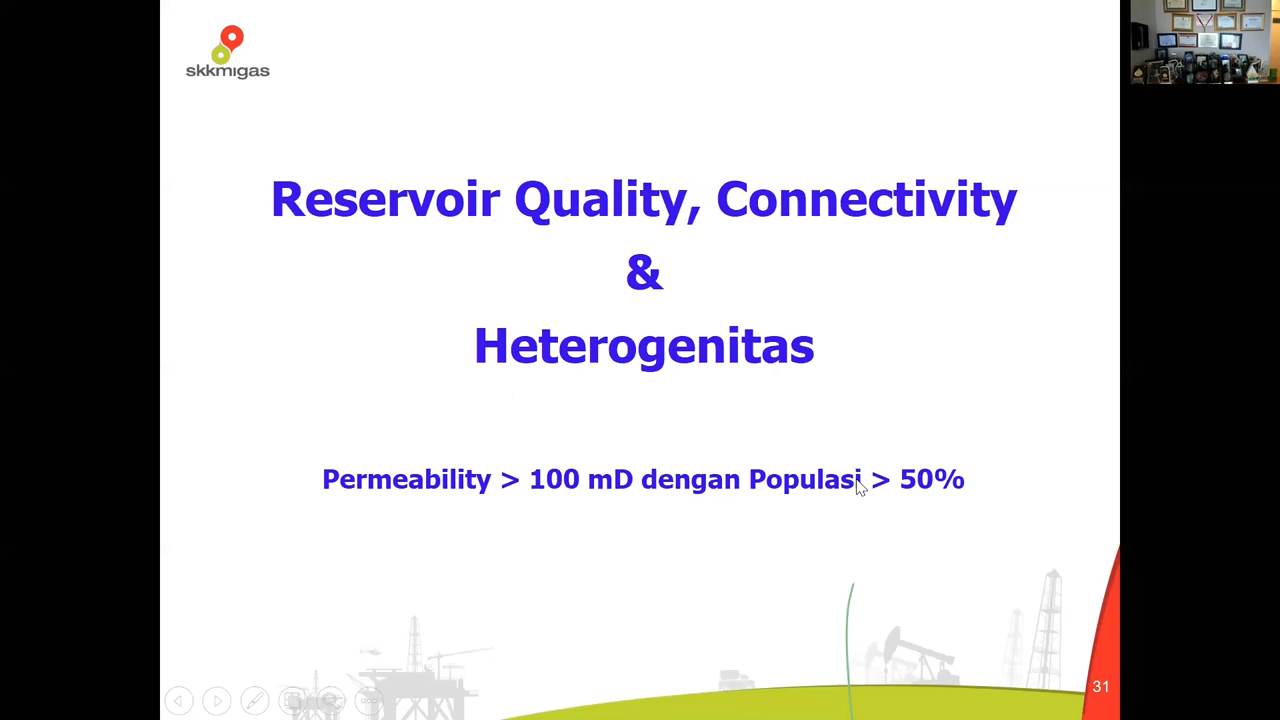 skkmigas
Reservoir Quality, Connectivity
&
Heterogenitas
Permeability > 100 mD dengan Populasi > 50%
31